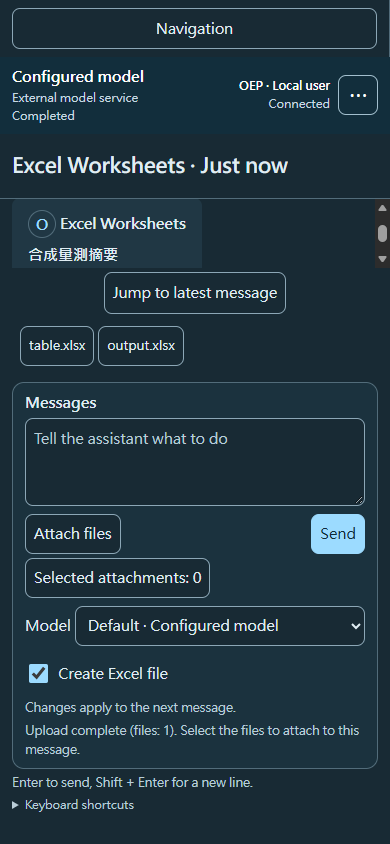 Navigation
Configured model
External model service
Completed
OEP · Local user
Connected
...
Excel Worksheets · Just now
O Excel Worksheets
合成量測摘要
Jump to latest message
table.xlsx
output.xlsx
Messages
Tell the assistant what to do
Attach files
Send
Selected attachments: 0
Model
Default · Configured model
Create Excel file
Changes apply to the next message.
Upload complete (files: 1). Select the files to attach to this
message.
Enter to send, Shift + Enter for a new line.
Keyboard shortcuts